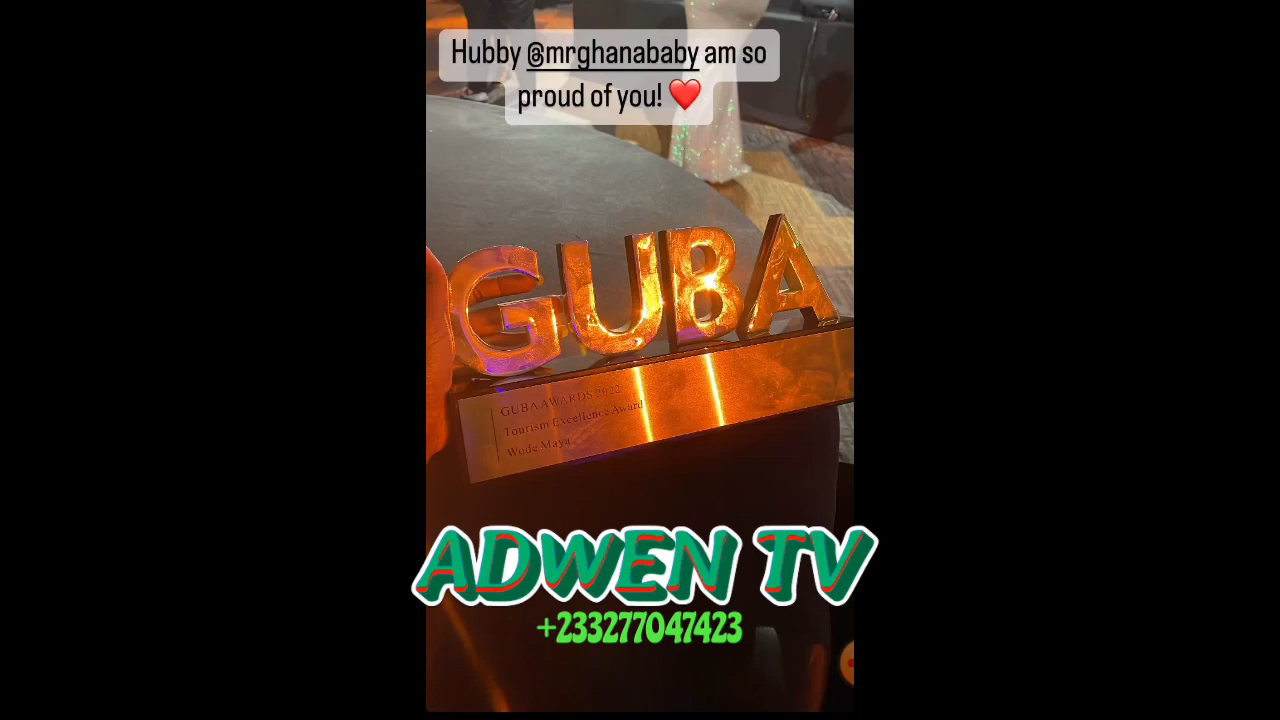 Hubby @mrghanababy am so
proud of you! ❤️
GUBA
GUBA AWARDS 2022
Tourism Excellence Award
Wode Maya
ADWEN TV
+233277047423